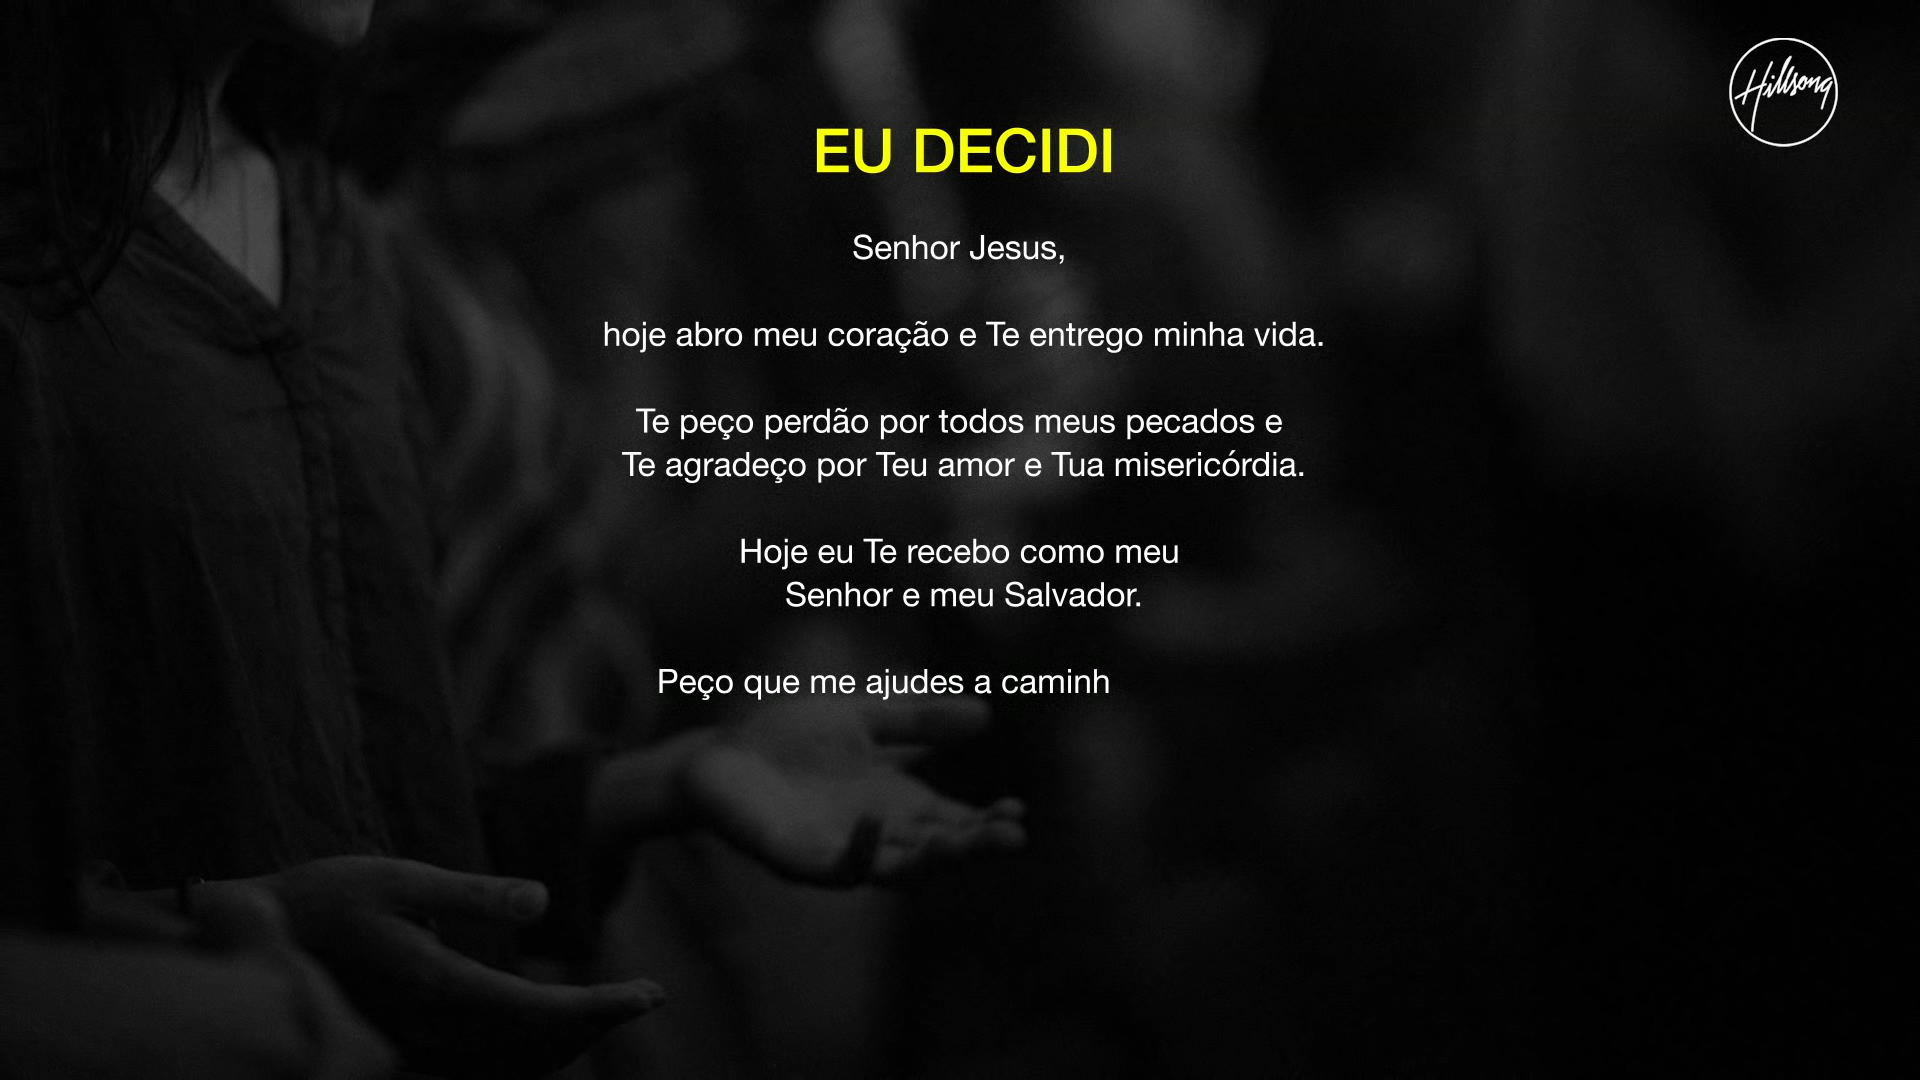 Hillsong
EU DECIDI
Senhor Jesus,
hoje abro meu coração e Te entrego minha vida.
Te peço perdão por todos meus pecados e
Te agradeço por Teu amor e Tua misericórdia.
Hoje eu Te recebo como meu
Senhor e meu Salvador.
Peço que me ajudes a caminh